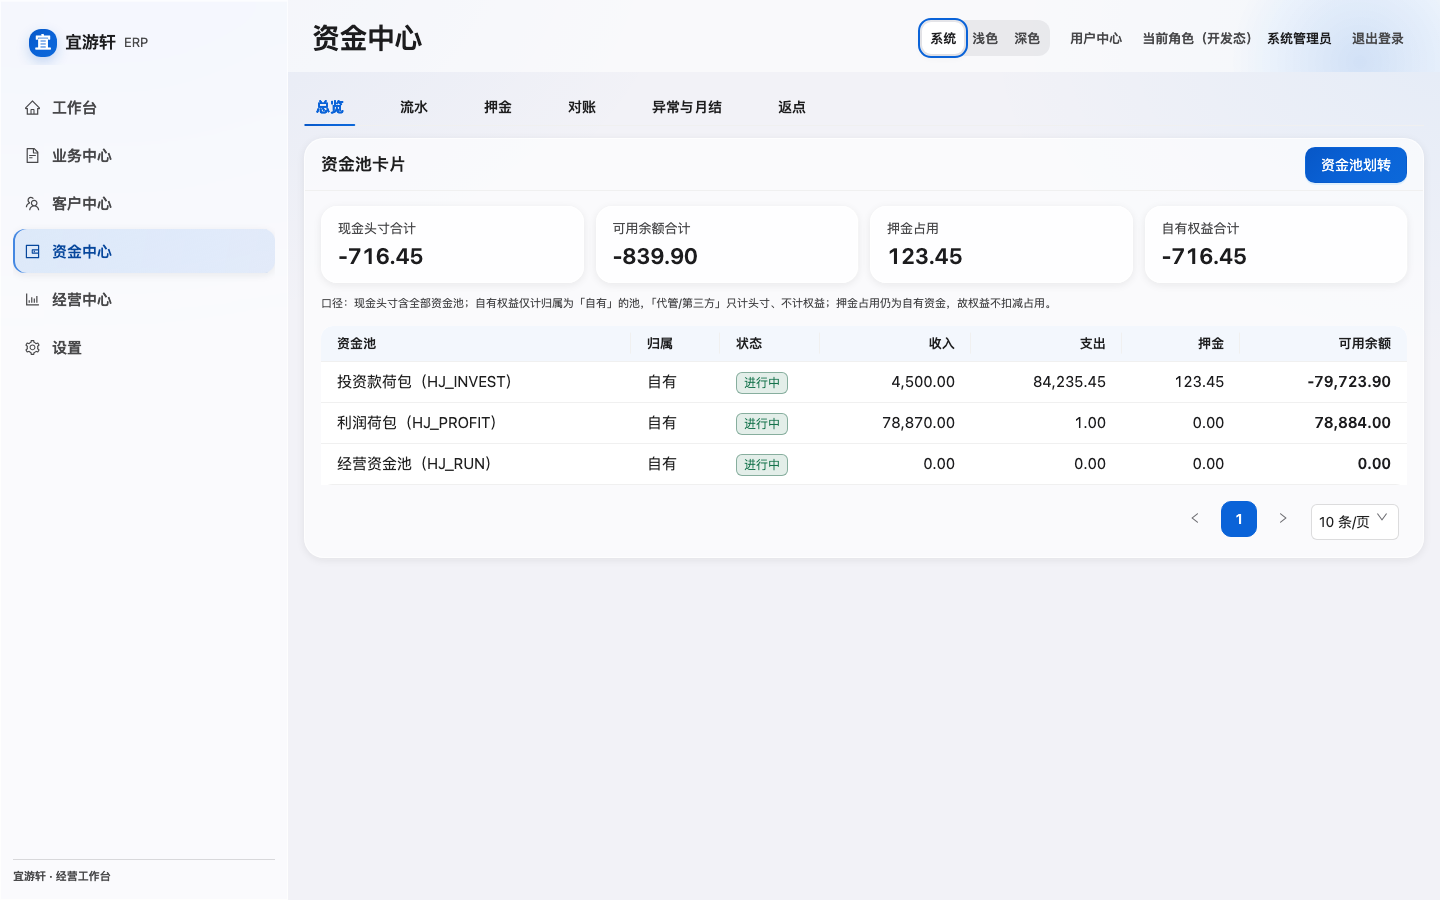 宜 宜游轩 ERP
工作台
业务中心
客户中心
资金中心
经营中心
设置
宜游轩 · 经营工作台
资金中心
系统 浅色 深色 用户中心 当前角色（开发态） 系统管理员 退出登录
总览 流水 押金 对账 异常与月结 返点
资金池卡片 资金池划转
现金头寸合计 可用余额合计 押金占用 自有权益合计
-716.45 -839.90 123.45 -716.45
口径：现金头寸含全部资金池；自有权益仅计归属为「自有」的池，「代管/第三方」只计头寸、不计权益；押金占用仍为自有资金，故权益不扣减占用。
资金池 归属 状态 收入 支出 押金 可用余额
投资款荷包（HJ_INVEST） 自有 进行中 4,500.00 84,235.45 123.45 -79,723.90
利润荷包（HJ_PROFIT） 自有 进行中 78,870.00 1.00 0.00 78,884.00
经营资金池（HJ_RUN） 自有 进行中 0.00 0.00 0.00 0.00
< 1 > 10 条/页